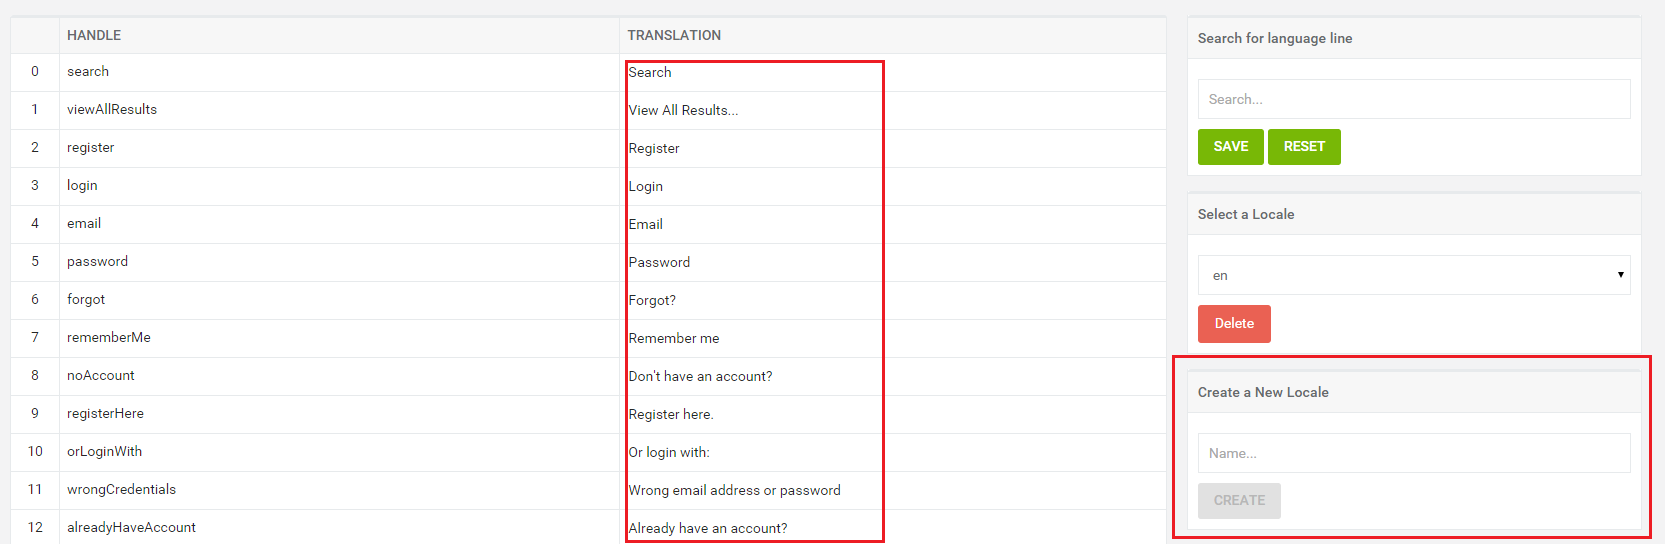 HANDLE TRANSLATION
0 search Search
1 viewAllResults View All Results...
2 register Register
3 login Login
4 email Email
5 password Password
6 forgot Forgot?
7 rememberMe Remember me
8 noAccount Don't have an account?
9 registerHere Register here.
10 orLoginWith Or login with:
11 wrongCredentials Wrong email address or password
12 alreadyHaveAccount Already have an account?
Search for language line
Search...
SAVE RESET
Select a Locale
en
Delete
Create a New Locale
Name...
CREATE